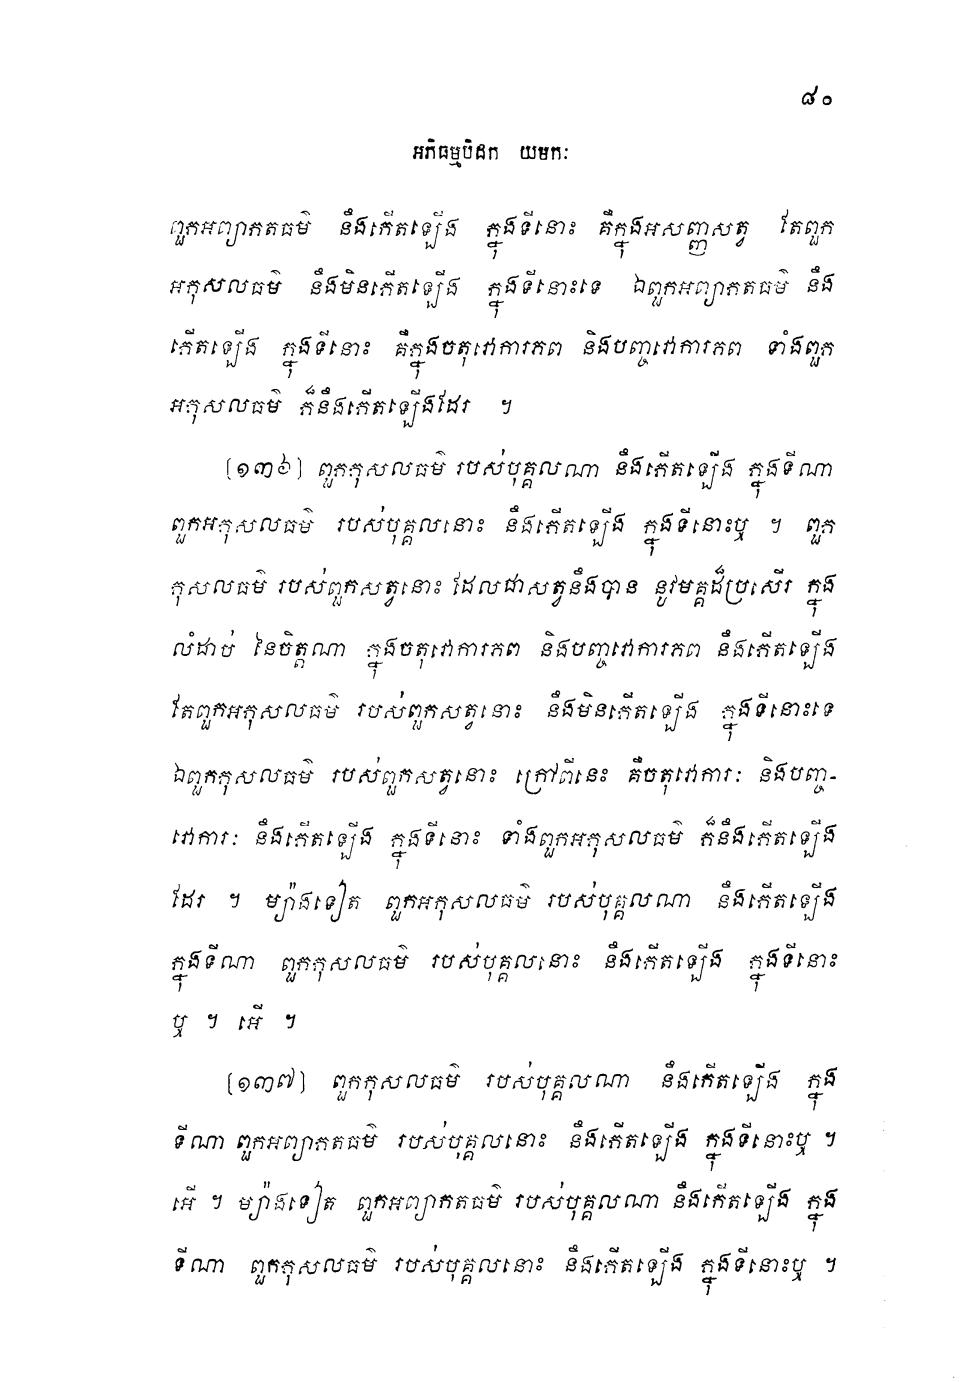 ៨០
អភិធម្មបិដក យមកៈ
ពួកអព្យាកតធម៌ នឹងកើតឡើង ក្នុងទីនោះ គឺក្នុងអសញ្ញសត្វ តែពួក
អកុសលធម៌ នឹងមិនកើតឡើង ក្នុងទីនោះទេ ឯពួកអព្យាកតធម៌ នឹង
កើតឡើង ក្នុងទីនោះ គឺក្នុងចតុវោការភព និងបញ្ចវោការភព ទាំងពួក
អកុសលធម៌ ក៏នឹងកើតឡើងដែរ ។
(១៣៦) ពួកកុសលធម៌ របស់បុគ្គលណា នឹងកើតឡើង ក្នុងទីណា
ពួកអកុសលធម៌ របស់បុគ្គលនោះ នឹងកើតឡើង ក្នុងទីនោះឬ ។ ពួក
កុសលធម៌ របស់ពួកសត្វនោះ ដែលជាសត្វនឹងបាន នូវមគ្គដ៏ប្រសើរ ក្នុង
លំដាប់ នៃចិត្តណា ក្នុងចតុវោការភព និងបញ្ចវោការភព នឹងកើតឡើង
តែពួកអកុសលធម៌ របស់ពួកសត្វនោះ នឹងមិនកើតឡើង ក្នុងទីនោះទេ
ឯពួកកុសលធម៌ របស់ពួកសត្វនោះ ក្រៅពីនេះ គឺចតុវោការៈ និងបញ្ច-
វោការៈ នឹងកើតឡើង ក្នុងទីនោះ ទាំងពួកអកុសលធម៌ ក៏នឹងកើតឡើង
ដែរ ។ ម្យ៉ាងទៀត ពួកអកុសលធម៌ របស់បុគ្គលណា នឹងកើតឡើង
ក្នុងទីណា ពួកកុសលធម៌ របស់បុគ្គលនោះ នឹងកើតឡើង ក្នុងទីនោះ
ឬ ។ អើ ។
(១៣៧) ពួកកុសលធម៌ របស់បុគ្គលណា នឹងកើតឡើង ក្នុង
ទីណា ពួកអព្យាកតធម៌ របស់បុគ្គលនោះ នឹងកើតឡើង ក្នុងទីនោះឬ ។
អើ ។ ម្យ៉ាងទៀត ពួកអព្យាកតធម៌ របស់បុគ្គលណា នឹងកើតឡើង ក្នុង
ទីណា ពួកកុសលធម៌ របស់បុគ្គលនោះ នឹងកើតឡើង ក្នុងទីនោះឬ ។